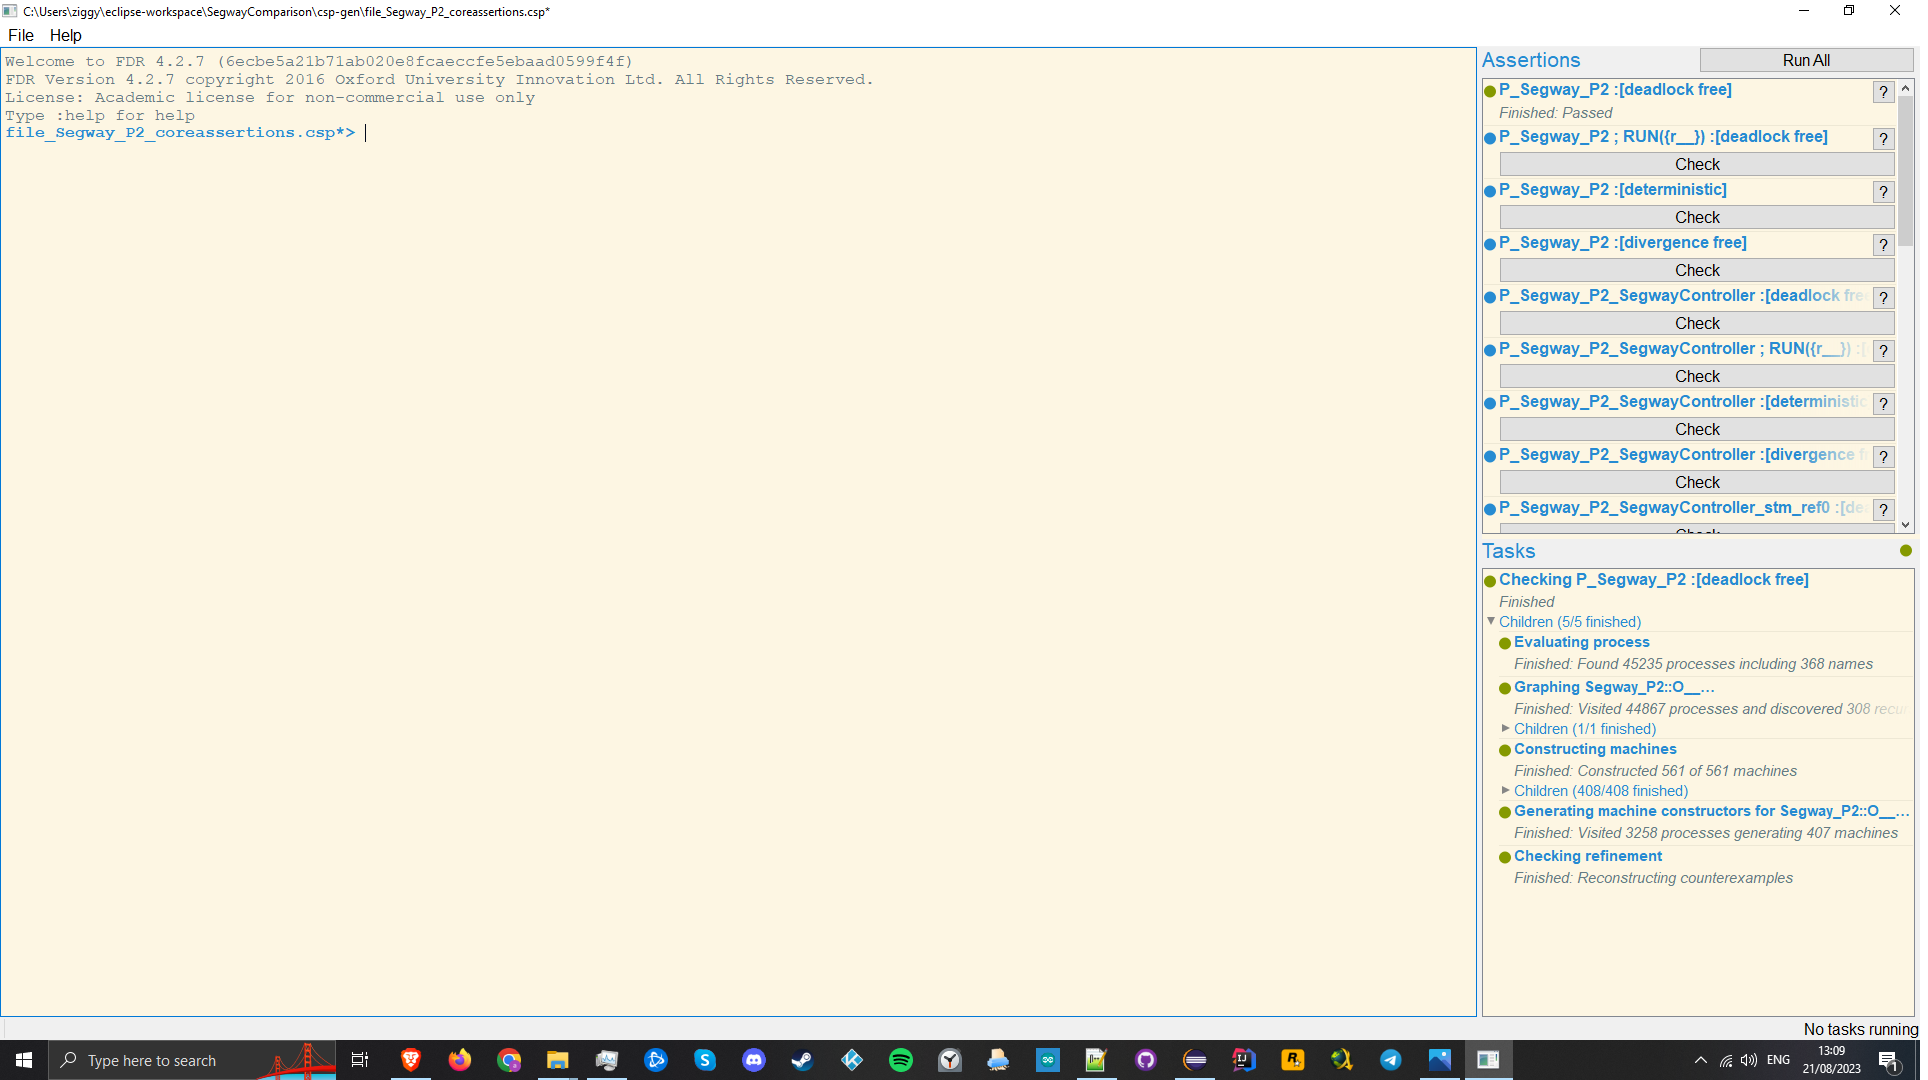 C:\Users\ziggy\eclipse-workspace\SegwayComparison\csp-gen\file_Segway_P2_coreassertions.csp*
File Help
Welcome to FDR 4.2.7 (6ecbe5a21b71ab020e8fcaeccfe5ebaad0599f4f)
FDR Version 4.2.7 copyright 2016 Oxford University Innovation Ltd. All Rights Reserved.
License: Academic license for non-commercial use only
Type :help for help
file_Segway_P2_coreassertions.csp*>
Assertions Run All
P_Segway_P2 :[deadlock free] ?
Finished: Passed
P_Segway_P2 ; RUN({r__}) :[deadlock free] ?
Check
P_Segway_P2 :[deterministic] ?
Check
P_Segway_P2 :[divergence free] ?
Check
P_Segway_P2_SegwayController :[deadlock fre ?
Check
P_Segway_P2_SegwayController ; RUN({r__}) :[ ?
Check
P_Segway_P2_SegwayController :[deterministic ?
Check
P_Segway_P2_SegwayController :[divergence fr ?
Check
P_Segway_P2_SegwayController_stm_ref0 :[dea ?
Check
Tasks
Checking P_Segway_P2 :[deadlock free]
Finished
Children (5/5 finished)
Evaluating process
Finished: Found 45235 processes including 368 names
Graphing Segway_P2::O__...
Finished: Visited 44867 processes and discovered 308 recur
Children (1/1 finished)
Constructing machines
Finished: Constructed 561 of 561 machines
Children (408/408 finished)
Generating machine constructors for Segway_P2::O__...
Finished: Visited 3258 processes generating 407 machines
Checking refinement
Finished: Reconstructing counterexamples
No tasks running
Type here to search
ENG
13:09
21/08/2023
1